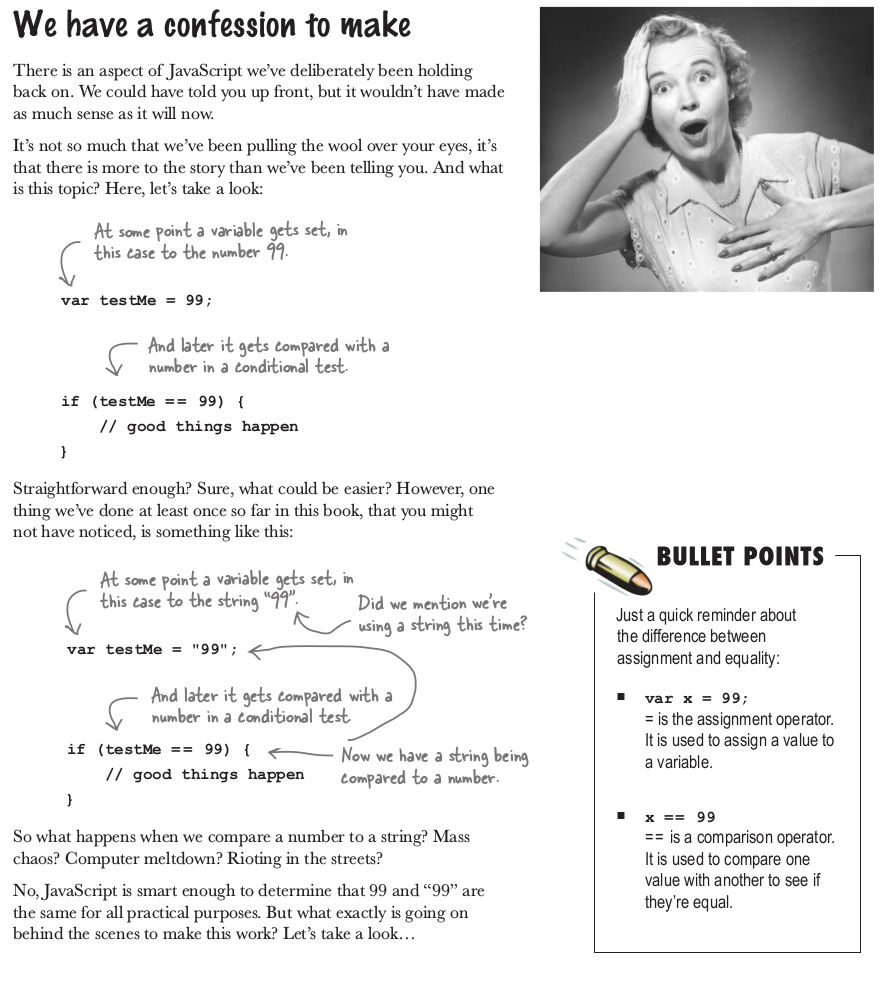 We have a confession to make
There is an aspect of JavaScript we've deliberately been holding
back on. We could have told you up front, but it wouldn't have made
as much sense as it will now.
It's not so much that we've been pulling the wool over your eyes, it's
that there is more to the story than we've been telling you. And what
is this topic? Here, let's take a look:
At some point a variable gets set, in
this case to the number 99.
var testMe = 99;
And later it gets compared with a
number in a conditional test.
if (testMe == 99) {
// good things happen
}
Straightforward enough? Sure, what could be easier? However, one
thing we've done at least once so far in this book, that you might
not have noticed, is something like this:
At some point a variable gets set, in
this case to the string "99".
Did we mention we're
using a string this time?
var testMe = "99";
And later it gets compared with a
number in a conditional test.
if (testMe == 99) {
// good things happen
}
Now we have a string being
compared to a number.
So what happens when we compare a number to a string? Mass
chaos? Computer meltdown? Rioting in the streets?
No, JavaScript is smart enough to determine that 99 and “99” are
the same for all practical purposes. But what exactly is going on
behind the scenes to make this work? Let's take a look…
BULLET POINTS
Just a quick reminder about
the difference between
assignment and equality:
■ var x = 99;
= is the assignment operator.
It is used to assign a value to
a variable.
■ x == 99
== is a comparison operator.
It is used to compare one
value with another to see if
they're equal.